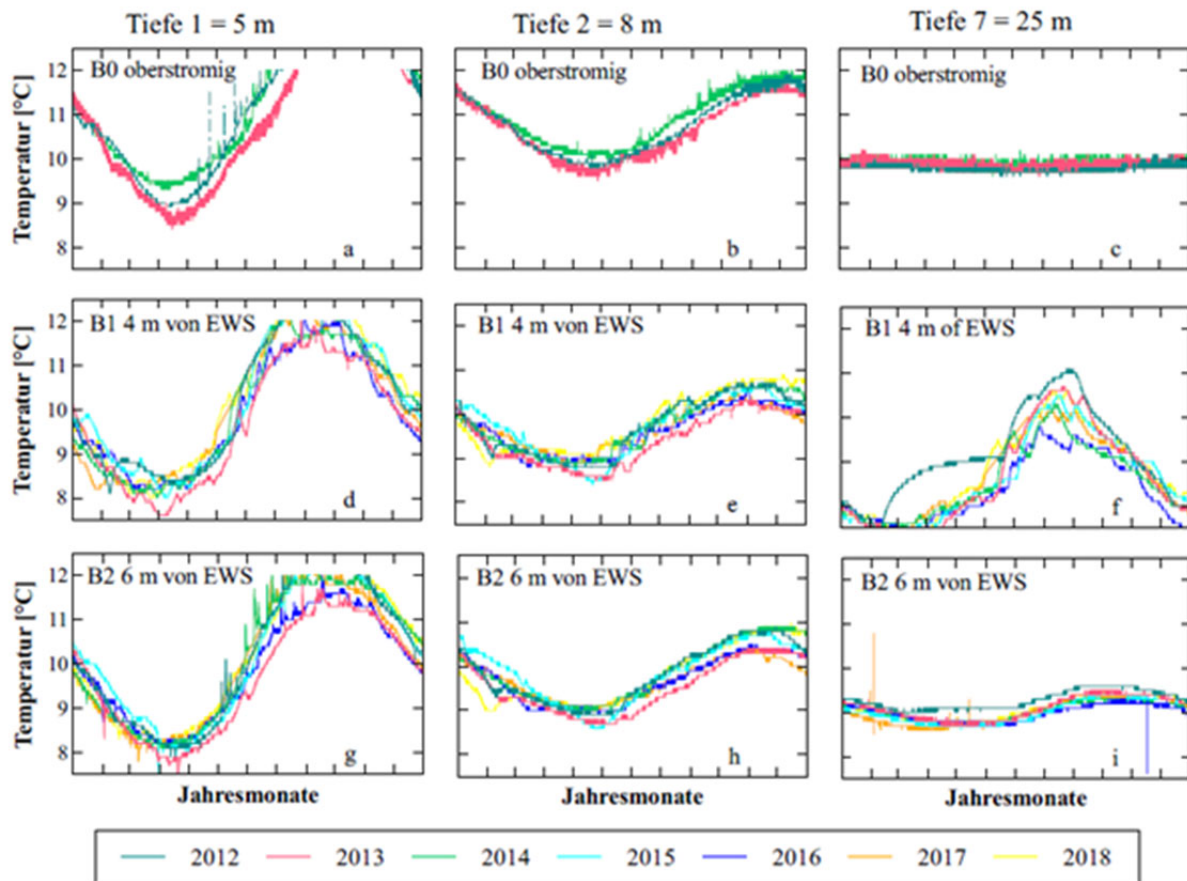 Tiefe 1 = 5 m
Tiefe 2 = 8 m
Tiefe 7 = 25 m
Temperatur [°C]
12
11
10
9
8
B0 oberstromig
a
B0 oberstromig
b
B0 oberstromig
c
Temperatur [°C]
12
11
10
9
8
B1 4 m von EWS
d
B1 4 m von EWS
e
B1 4 m of EWS
f
Temperatur [°C]
12
11
10
9
8
B2 6 m von EWS
g
B2 6 m von EWS
h
B2 6 m von EWS
i
Jahresmonate
Jahresmonate
Jahresmonate
2012 2013 2014 2015 2016 2017 2018